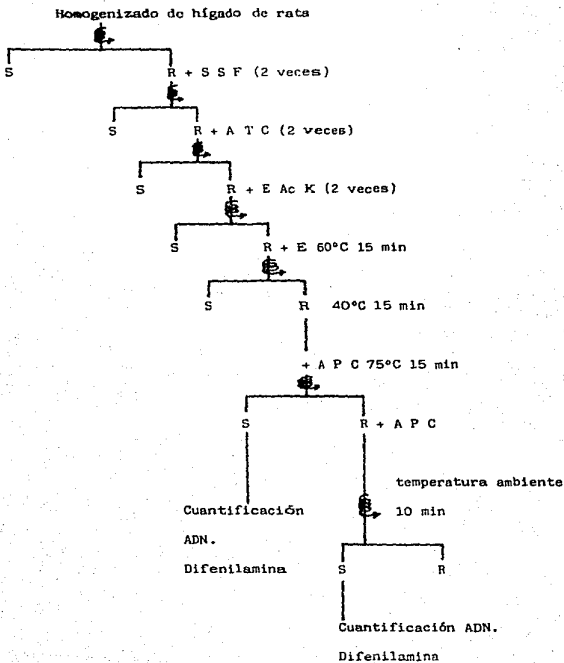 Homogenizado de hígado de rata
S R + S S F (2 veces)
S R + A T C (2 veces)
S R + E Ac K (2 veces)
S R + E 60°C 15 min
S R 40°C 15 min
+ A P C 75°C 15 min
S R + A P C
temperatura ambiente
10 min
Cuantificación
ADN.
Difenilamina
S R
Cuantificación ADN.
Difenilamina